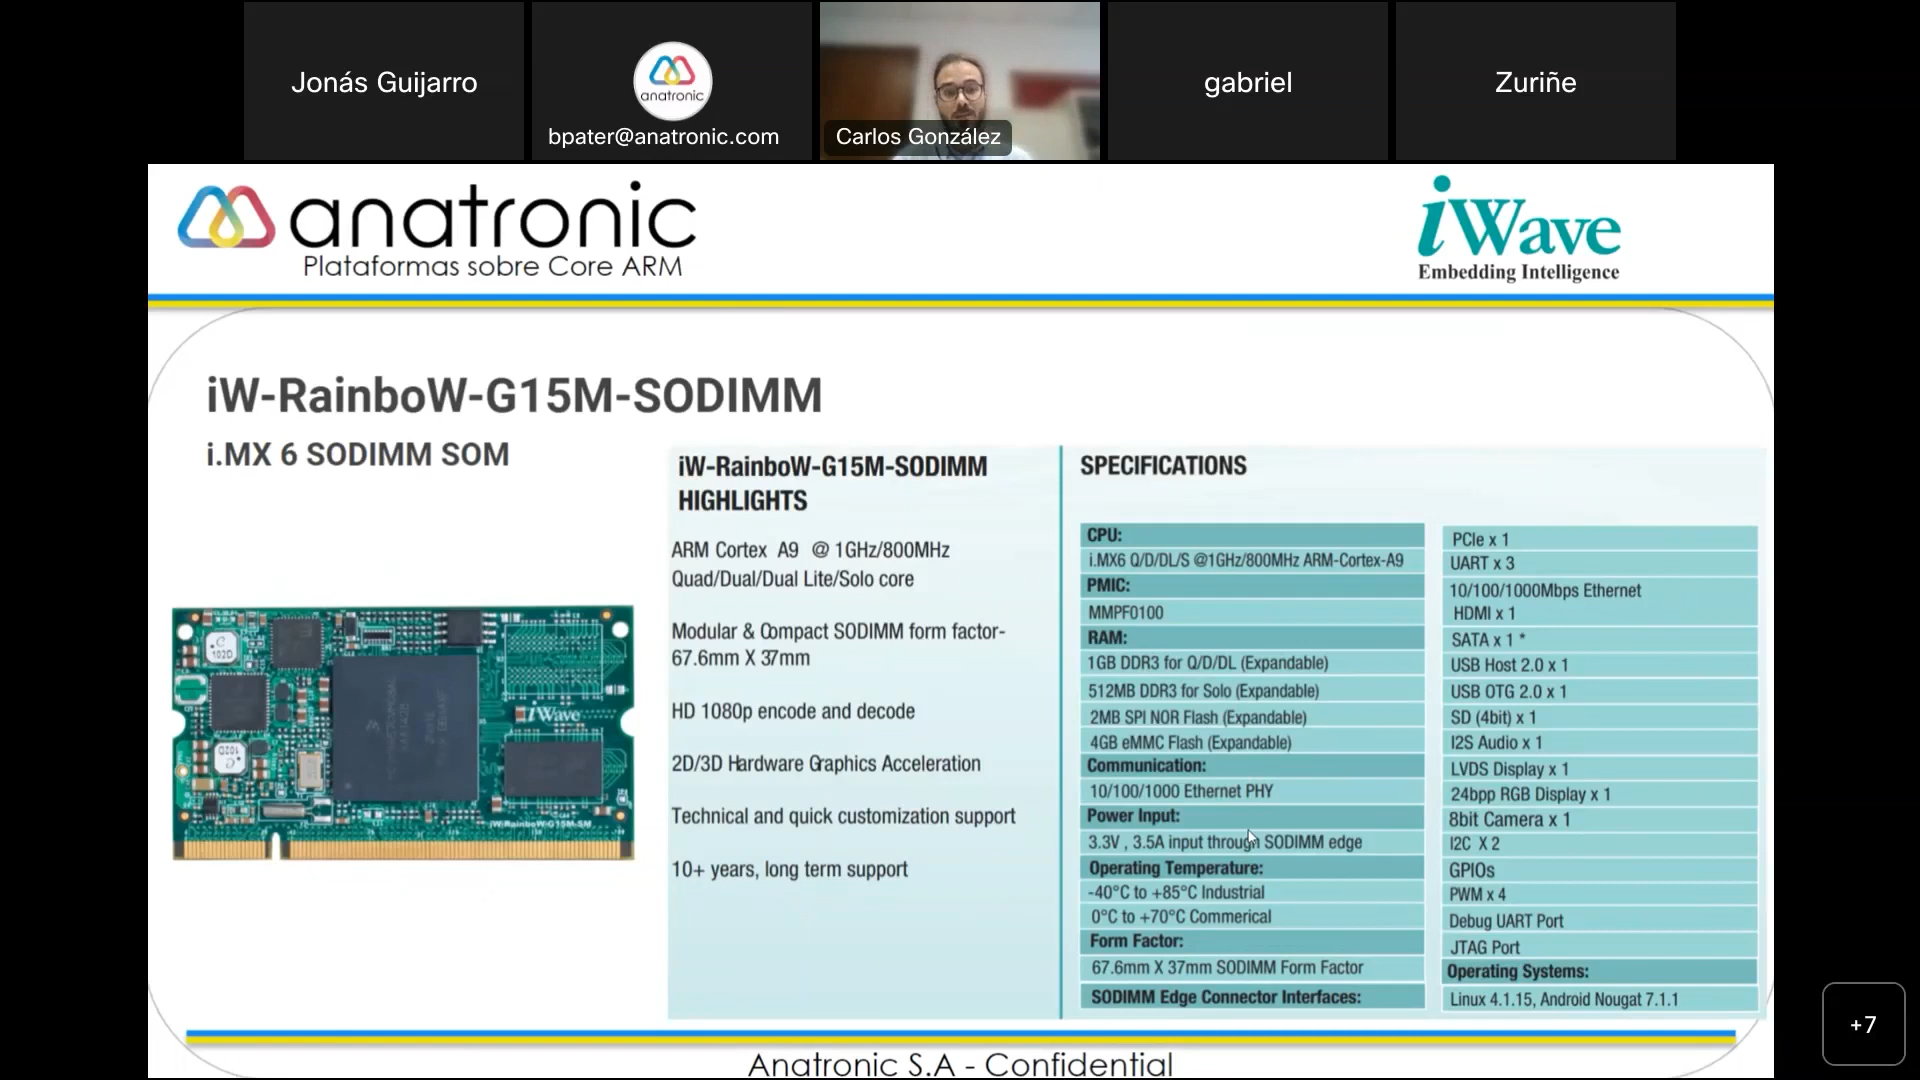 Jonás Guijarro
anatronic
bpater@anatronic.com
Carlos González
gabriel
Zuriñe
anatronic
Plataformas sobre Core ARM
iWave
Embedding Intelligence
iW-RainboW-G15M-SODIMM
i.MX 6 SODIMM SOM
iW-RainboW-G15M-SODIMM
HIGHLIGHTS
ARM Cortex A9 @ 1GHz/800MHz
Quad/Dual/Dual Lite/Solo core
Modular & Compact SODIMM form factor-
67.6mm X 37mm
HD 1080p encode and decode
2D/3D Hardware Graphics Acceleration
Technical and quick customization support
10+ years, long term support
SPECIFICATIONS
CPU:
i.MX6 Q/D/DL/S @1GHz/800MHz ARM-Cortex-A9
PMIC:
MMPF0100
RAM:
1GB DDR3 for Q/D/DL (Expandable)
512MB DDR3 for Solo (Expandable)
2MB SPI NOR Flash (Expandable)
4GB eMMC Flash (Expandable)
Communication:
10/100/1000 Ethernet PHY
Power Input:
3.3V , 3.5A input through SODIMM edge
Operating Temperature:
-40°C to +85°C Industrial
0°C to +70°C Commerical
Form Factor:
67.6mm X 37mm SODIMM Form Factor
SODIMM Edge Connector Interfaces:
PCIe x 1
UART x 3
10/100/1000Mbps Ethernet
HDMI x 1
SATA x 1 *
USB Host 2.0 x 1
USB OTG 2.0 x 1
SD (4bit) x 1
I2S Audio x 1
LVDS Display x 1
24bpp RGB Display x 1
8bit Camera x 1
I2C X 2
GPIOs
PWM x 4
Debug UART Port
JTAG Port
Operating Systems:
Linux 4.1.15, Android Nougat 7.1.1
102D
iWave
102D
iW-RainboW-G15M-SM
Anatronic S.A - Confidential
+7